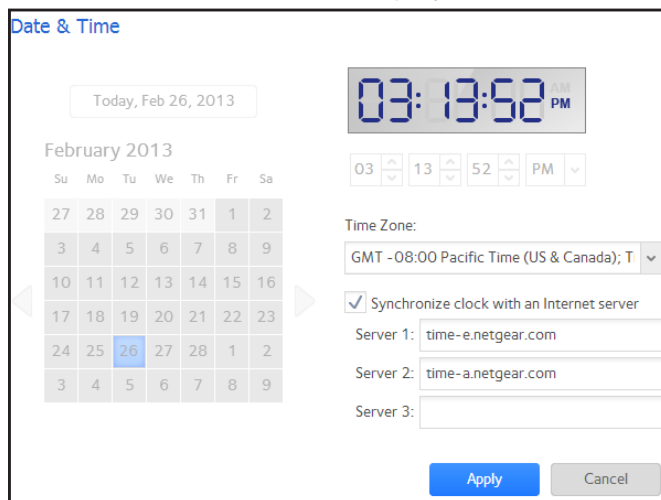 Date & Time
Today, Feb 26, 2013
February 2013
Su Mo Tu We Th Fr Sa
27 28 29 30 31 1 2
3 4 5 6 7 8 9
10 11 12 13 14 15 16
17 18 19 20 21 22 23
24 25 26 27 28 1 2
3 4 5 6 7 8 9
03:13:52 AM PM
03 13 52 PM
Time Zone:
GMT -08:00 Pacific Time (US & Canada); T
Synchronize clock with an Internet server
Server 1: time-e.netgear.com
Server 2: time-a.netgear.com
Server 3:
Apply Cancel